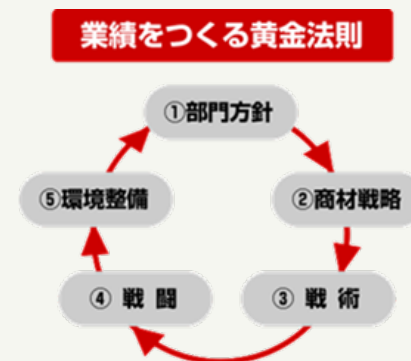 業績をつくる黄金法則
①部門方針
②商材戦略
③ 戦 術
④ 戦 闘
⑤環境整備